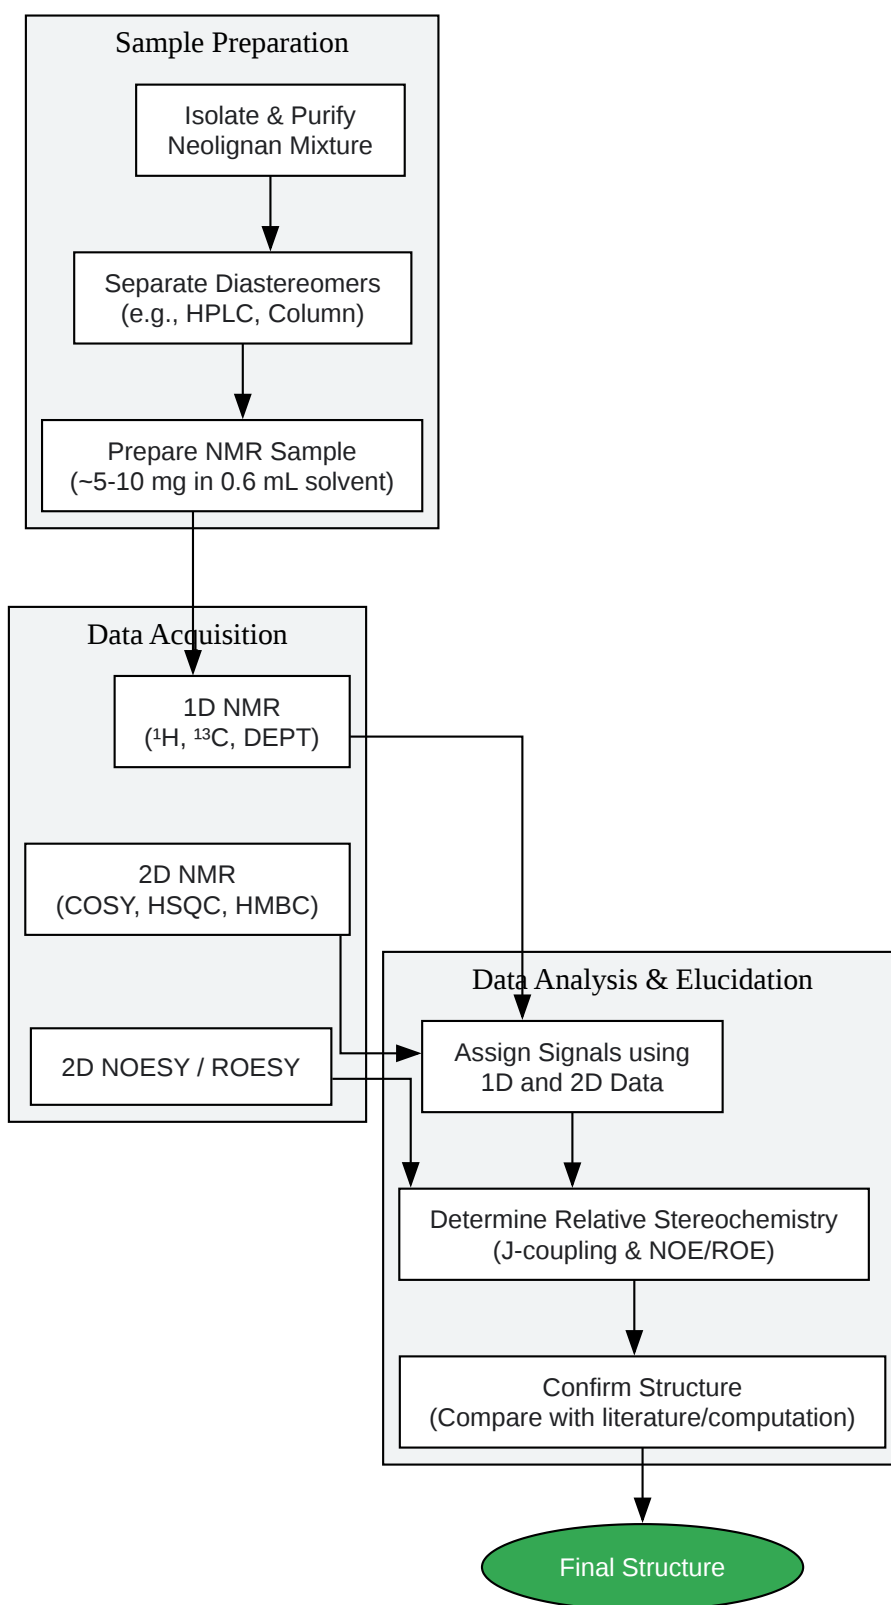 Sample Preparation
Isolate & Purify
Neolignan Mixture
Separate Diastereomers
(e.g., HPLC, Column)
Prepare NMR Sample
(~5-10 mg in 0.6 mL solvent)
Data Acquisition
1D NMR
(¹H, ¹³C, DEPT)
2D NMR
(COSY, HSQC, HMBC)
2D NOESY / ROESY
Data Analysis & Elucidation
Assign Signals using
1D and 2D Data
Determine Relative Stereochemistry
(J-coupling & NOE/ROE)
Confirm Structure
(Compare with literature/computation)
Final Structure